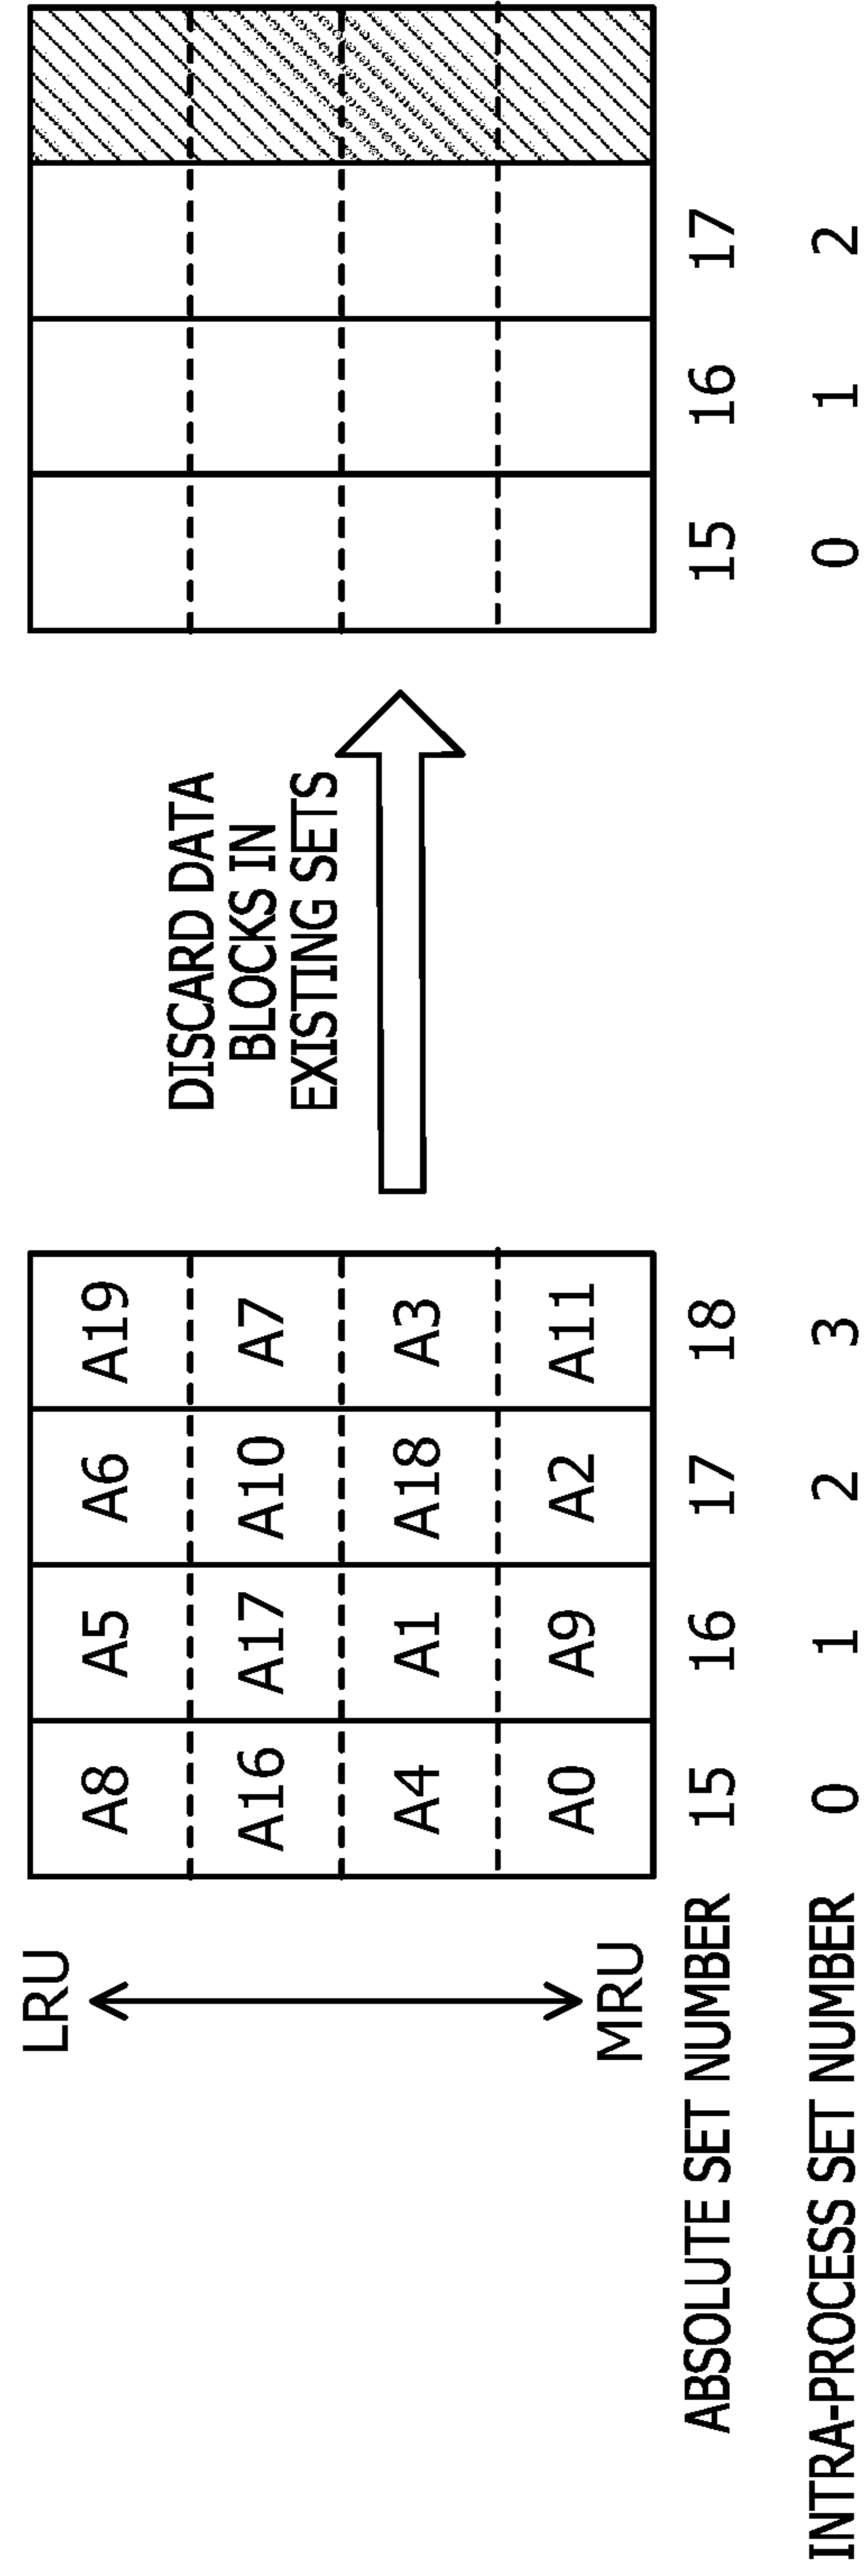 LRU
MRU
A8 A5 A6 A19
A16 A17 A10 A7
A4 A1 A18 A3
A0 A9 A2 A11
DISCARD DATA
BLOCKS IN
EXISTING SETS
ABSOLUTE SET NUMBER 15 16 17 18 15 16 17
INTRA-PROCESS SET NUMBER 0 1 2 3 0 1 2